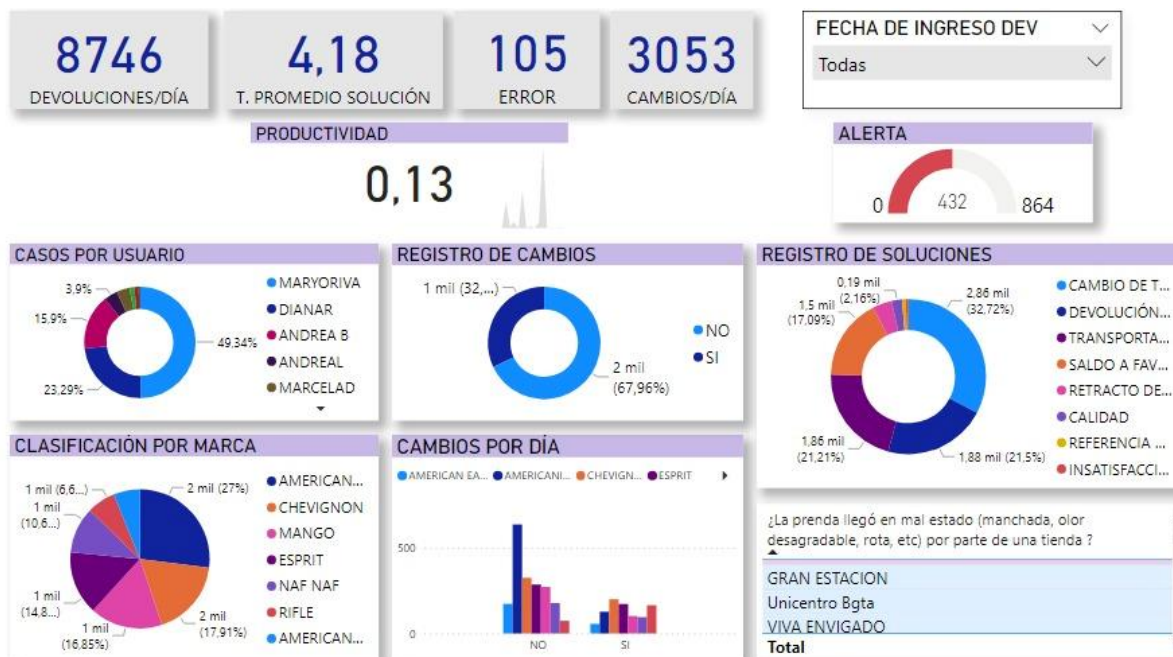 8746
DEVOLUCIONES/DÍA
4,18
T. PROMEDIO SOLUCIÓN
105
ERROR
3053
CAMBIOS/DÍA
FECHA DE INGRESO DEV
Todas
PRODUCTIVIDAD
0,13
ALERTA
0
432
864
CASOS POR USUARIO
3.9%
15.9%
23.29%
49.34%
MARYORIVA
DIANAR
ANDREA B
ANDREAL
MARCELAD
REGISTRO DE CAMBIOS
1 mil (32,...)
2 mil
(67,96%)
NO
SI
REGISTRO DE SOLUCIONES
0,19 mil
(2,16%)
1,5 mil
(17.09%)
1,86 mil
(21,21%)
2,86 mil
(32,72%)
1,88 mil (21.5%)
CAMBIO DE T...
DEVOLUCIÓN...
TRANSPORTA...
SALDO A FAV...
RETRACTO DE...
CALIDAD
REFERENCIA ...
INSATISFACCI...
CLASIFICACIÓN POR MARCA
1 mil (6,6...)
1 mil
(10,6...)
1 mil
(14,8...)
1 mil
(16,85%)
2 mil (27%)
2 mil
(17,91%)
AMERICAN...
CHEVIGNON
MANGO
ESPRIT
NAF NAF
RIFLE
AMERICAN...
CAMBIOS POR DÍA
AMERICAN EA...
AMERICANI...
CHEVIGN...
ESPRIT
500
0
NO
SI
¿La prenda llegó en mal estado (manchada, olor
desagradable, rota, etc) por parte de una tienda ?
GRAN ESTACION
Unicentro Bgta
VIVA ENVIGADO
Total